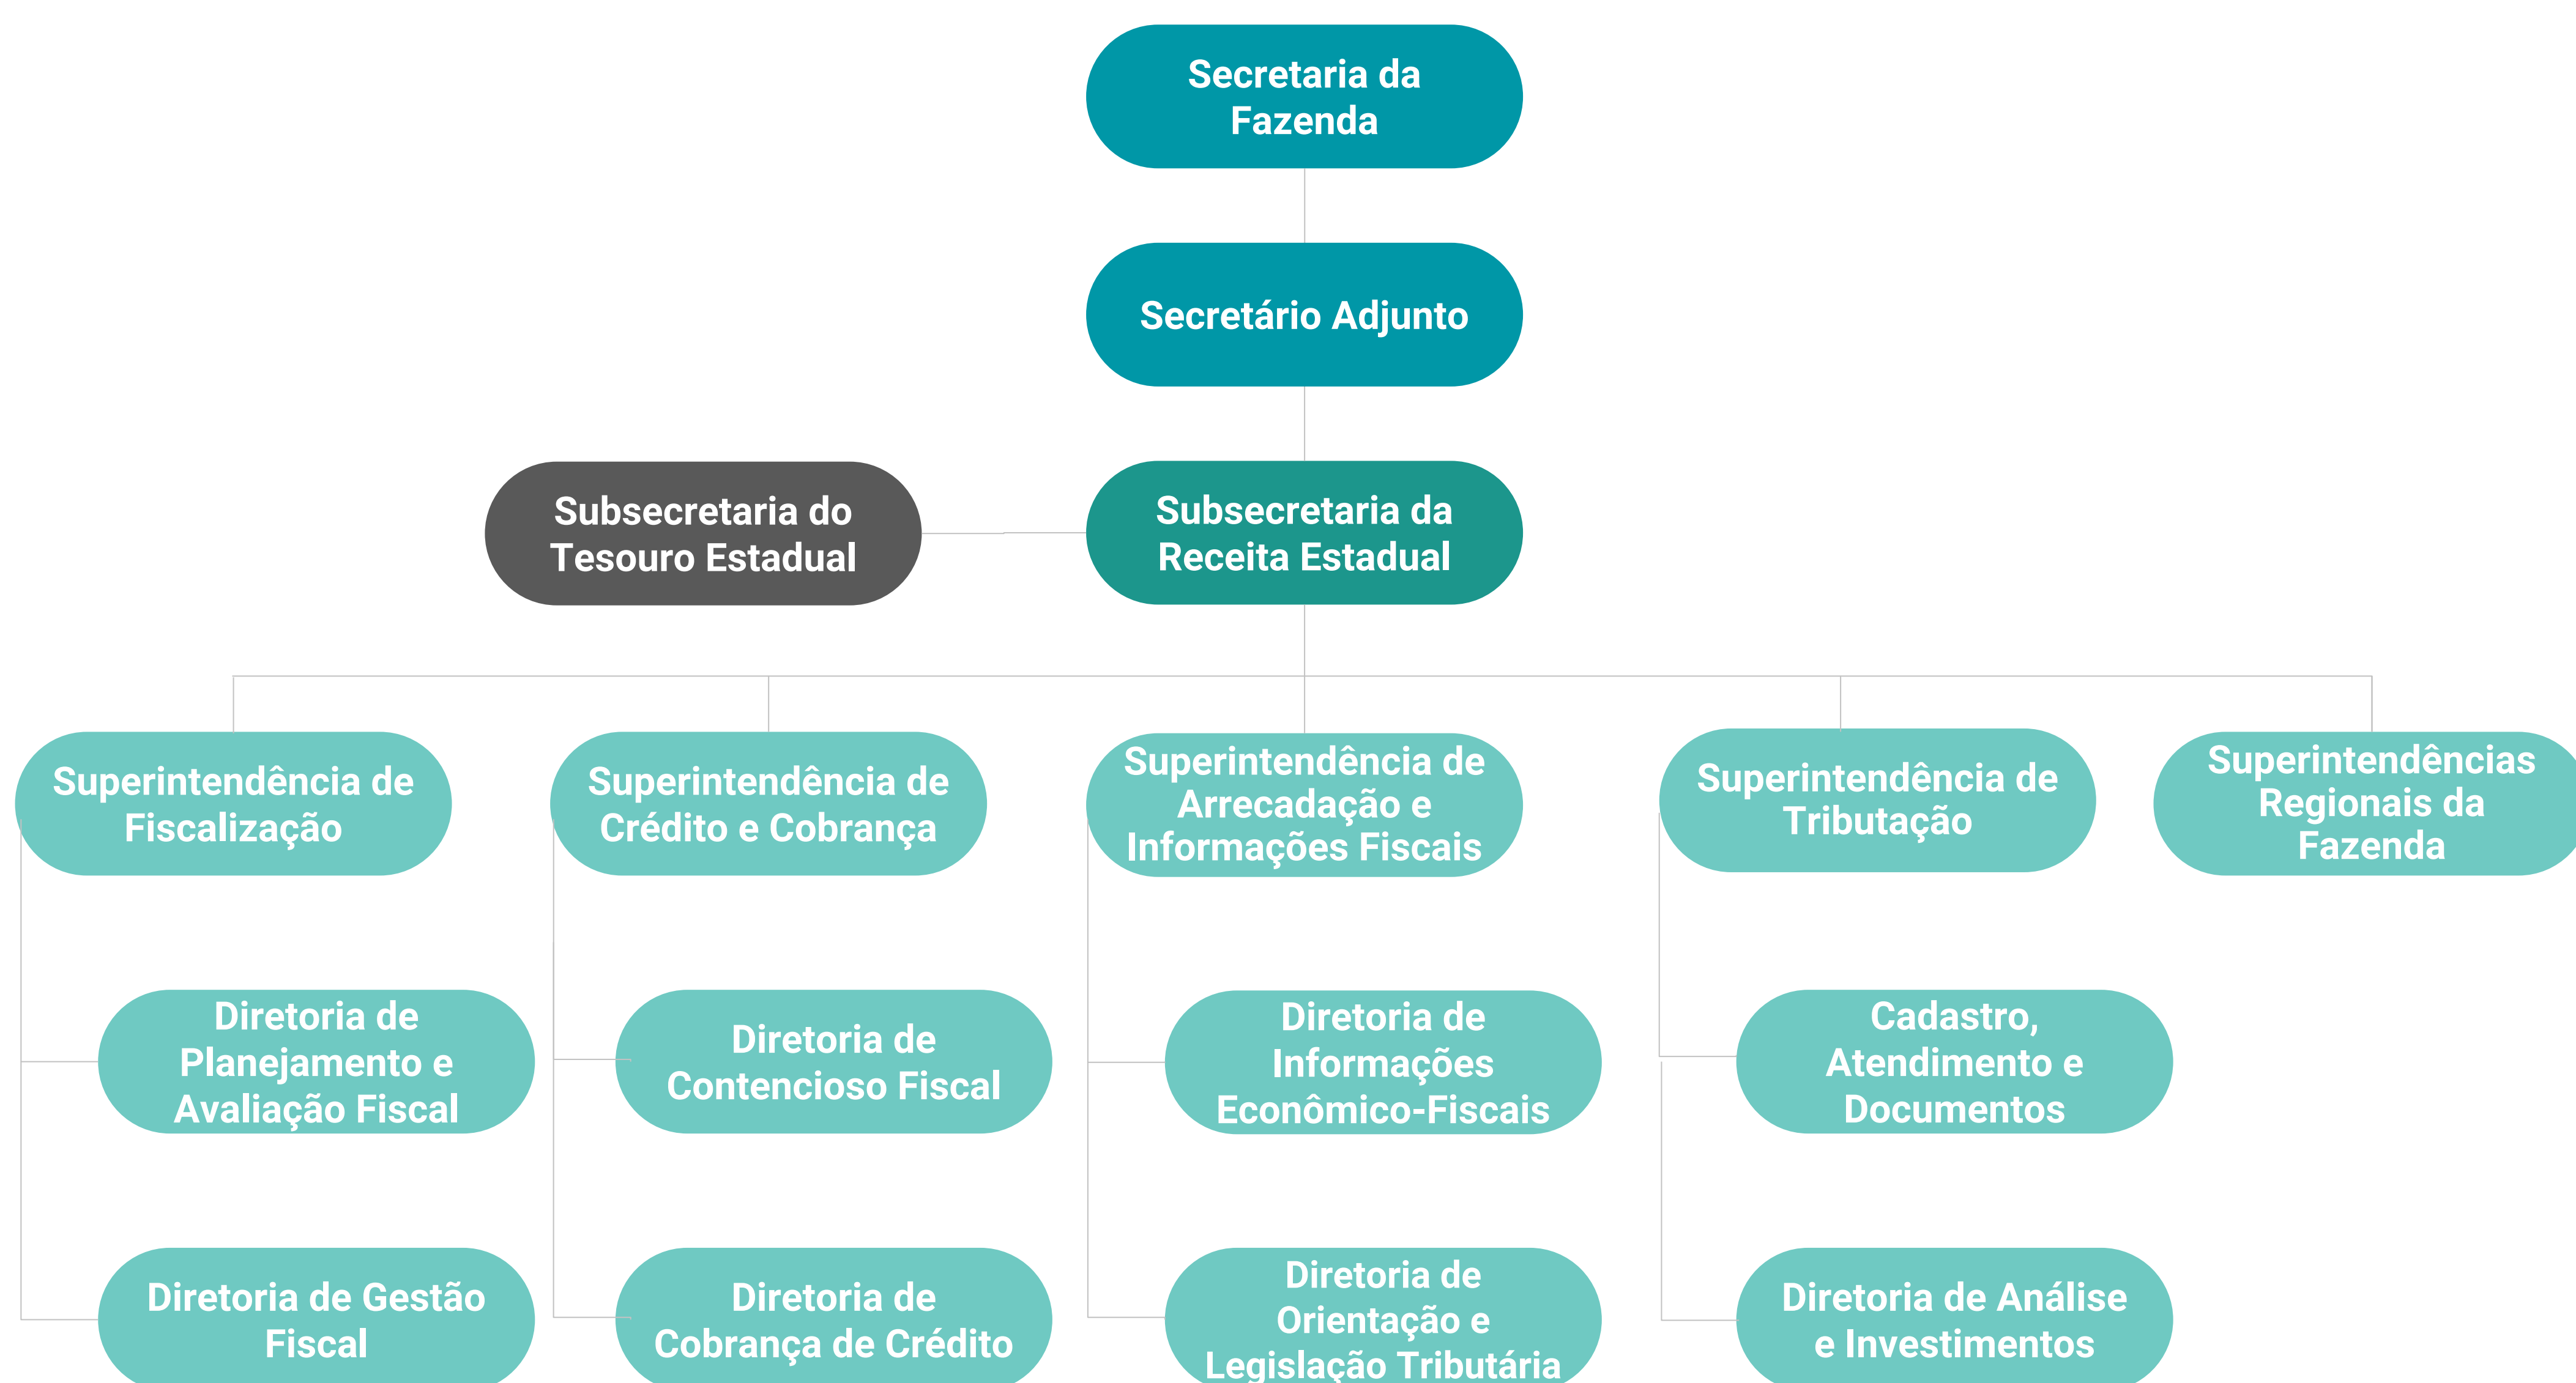 Secretaria da
Fazenda
Secretário Adjunto
Subsecretaria do
Tesouro Estadual
Subsecretaria da
Receita Estadual
Superintendência de
Fiscalização
Superintendência de
Crédito e Cobrança
Superintendência de
Arrecadação e
Informações Fiscais
Superintendência de
Tributação
Superintendências
Regionais da
Fazenda
Diretoria de
Planejamento e
Avaliação Fiscal
Diretoria de
Contencioso Fiscal
Diretoria de
Informações
Econômico-Fiscais
Cadastro,
Atendimento e
Documentos
Diretoria de Gestão
Fiscal
Diretoria de
Cobrança de Crédito
Diretoria de
Orientação e
Legislação Tributária
Diretoria de Análise
e Investimentos